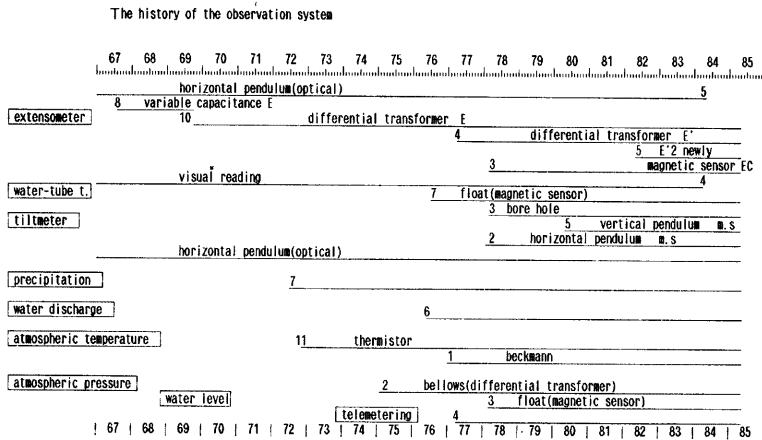 The history of the observation system
67 68 69 70 71 72 73 74 75 76 77 78 79 80 81 82 83 83 84 85
horizontal pendulum(optical) 5
8 variable capacitance E
extensometer 10 differential transformer E
4 differential transformer E'
5 E'2 newly
3 magnetic sensor EC
visual reading 4
water-tube t. 7 float(magnetic sensor)
3 bore hole
tiltmeter 5 vertical pendulum m.s
2 horizontal pendulum m.s
horizontal pendulum(optical)
precipitation 7
water discharge 6
atmospheric temperature 11 thermistor
1 beckmann
atmospheric pressure 2 bellows(differential transformer)
water level 3 float(magnetic sensor)
telemetering 4
67 68 69 70 71 72 73 74 75 76 77 78 79 80 81 82 83 84 85